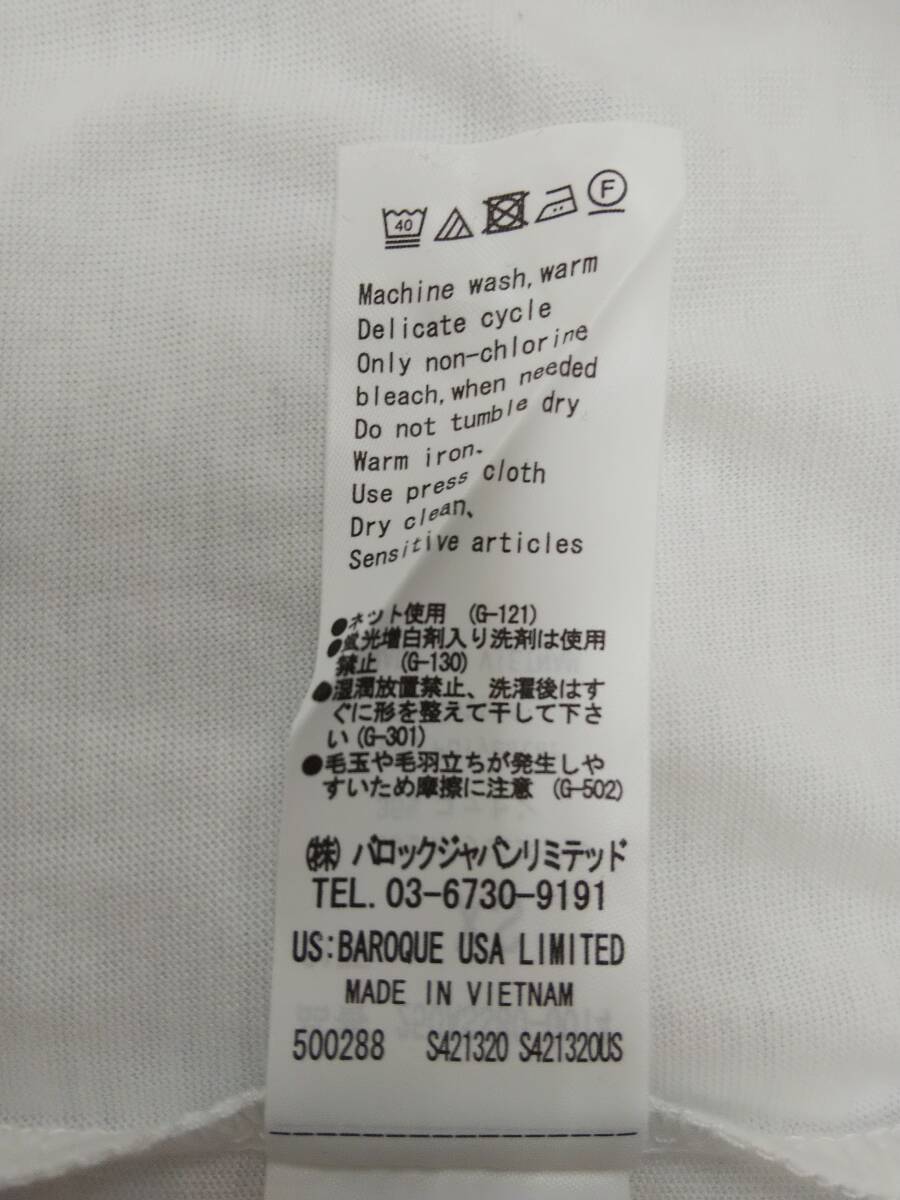 40
F
Machine wash, warm
Delicate cycle
Only non-chlorine
bleach, when needed
Do not tumble dry
Warm iron.
Use press cloth
Dry clean、
Sensitive articles
●ネット使用 (G-121)
●蛍光増白剤入り洗剤は使用
禁止 (G-130)
●湿潤放置禁止、洗濯後はす
ぐに形を整えて干して下さ
い (G-301)
●毛玉や毛羽立ちが発生しや
すいため摩擦に注意 (G-502)
㈱ バロックジャパンリミテッド
TEL. 03-6730-9191
US:BAROQUE USA LIMITED
MADE IN VIETNAM
500288 S421320 S421320US